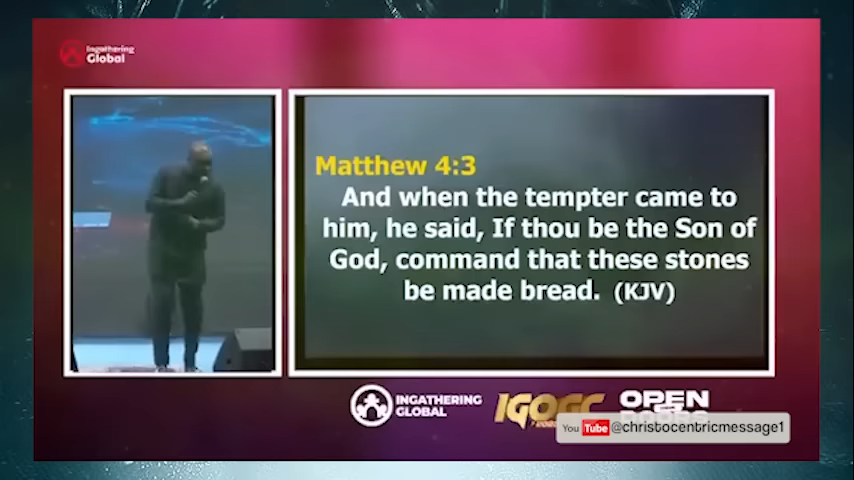 Ingathering
Global
Matthew 4:3
And when the tempter came to
him, he said, If thou be the Son of
God, command that these stones
be made bread. (KJV)
INGATHERING
GLOBAL
IGOGC
OPEN
DOORS
You Tube @christocentricmessage1